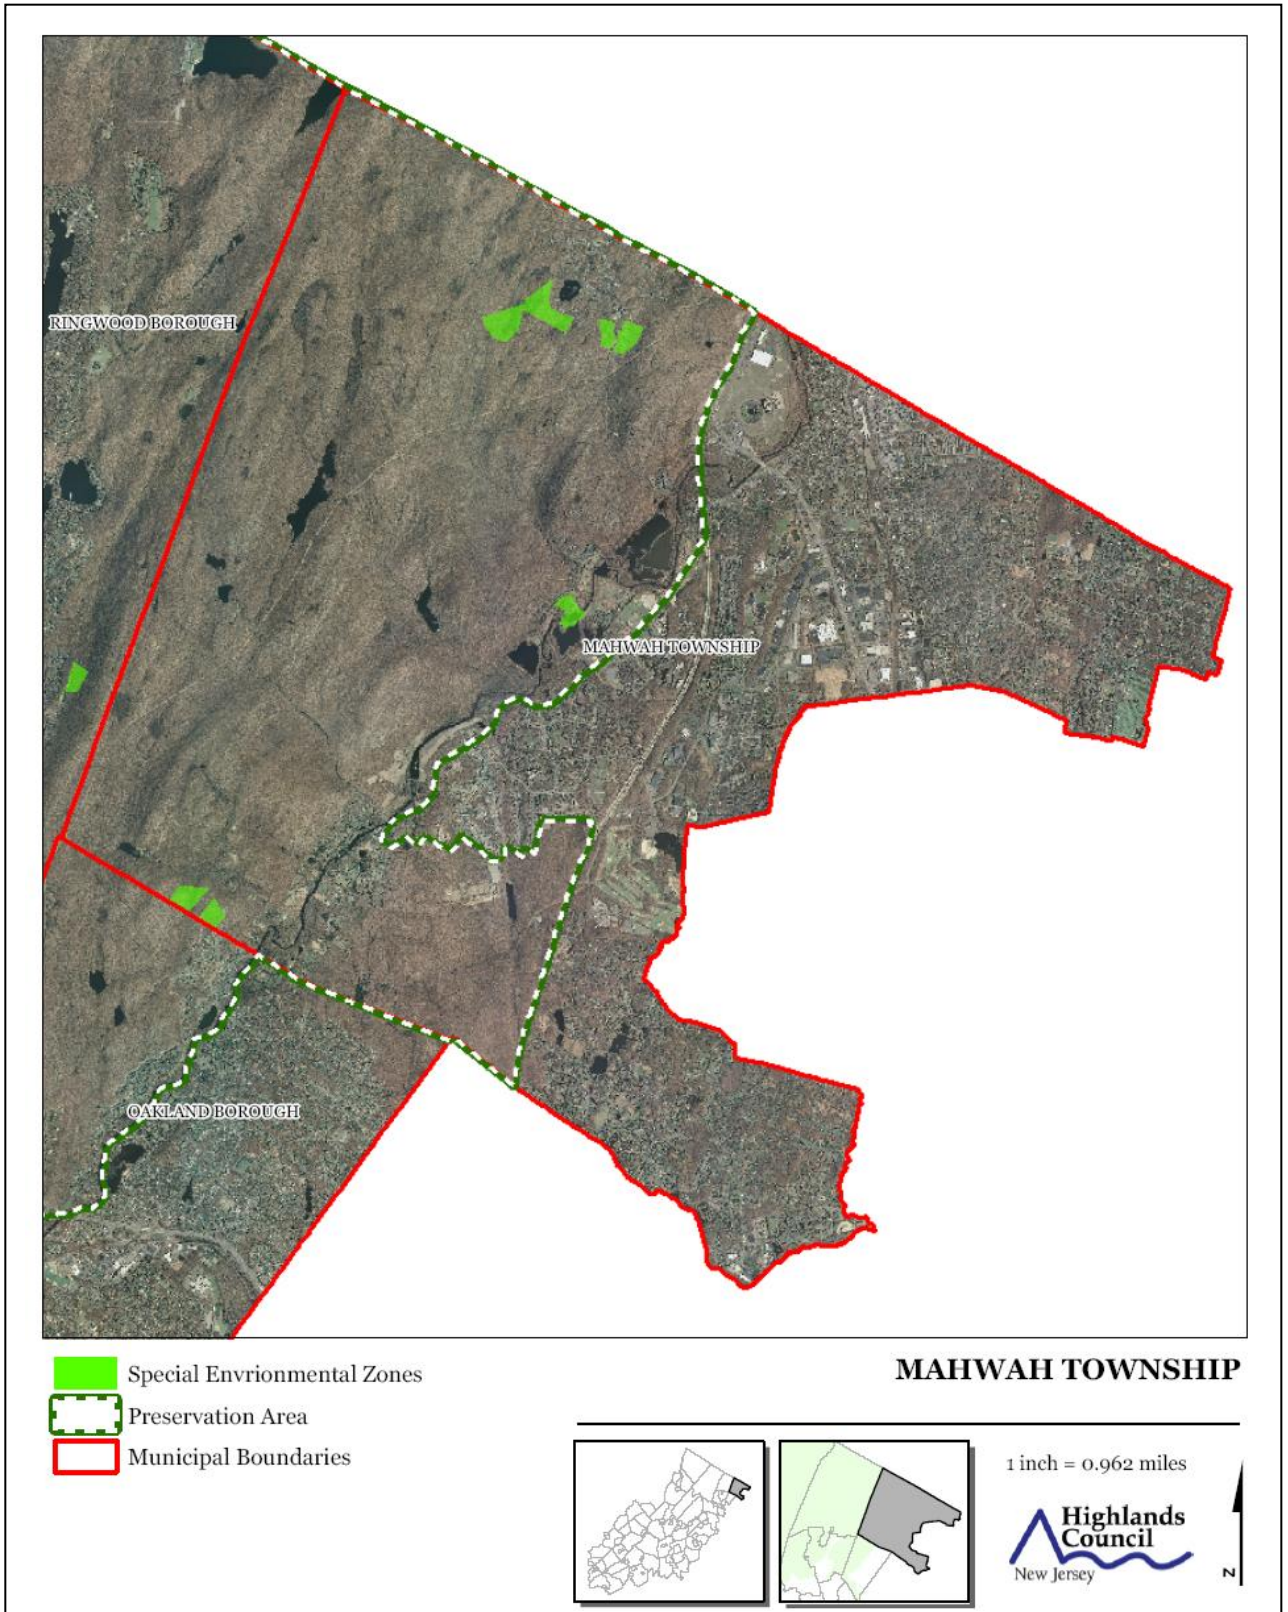 RINGWOOD BOROUGH
MAHWAH TOWNSHIP
OAKLAND BOROUGH
Special Envrionmental Zones
Preservation Area
Municipal Boundaries
MAHWAH TOWNSHIP
1 inch = 0.962 miles
Highlands
Council
New Jersey
N